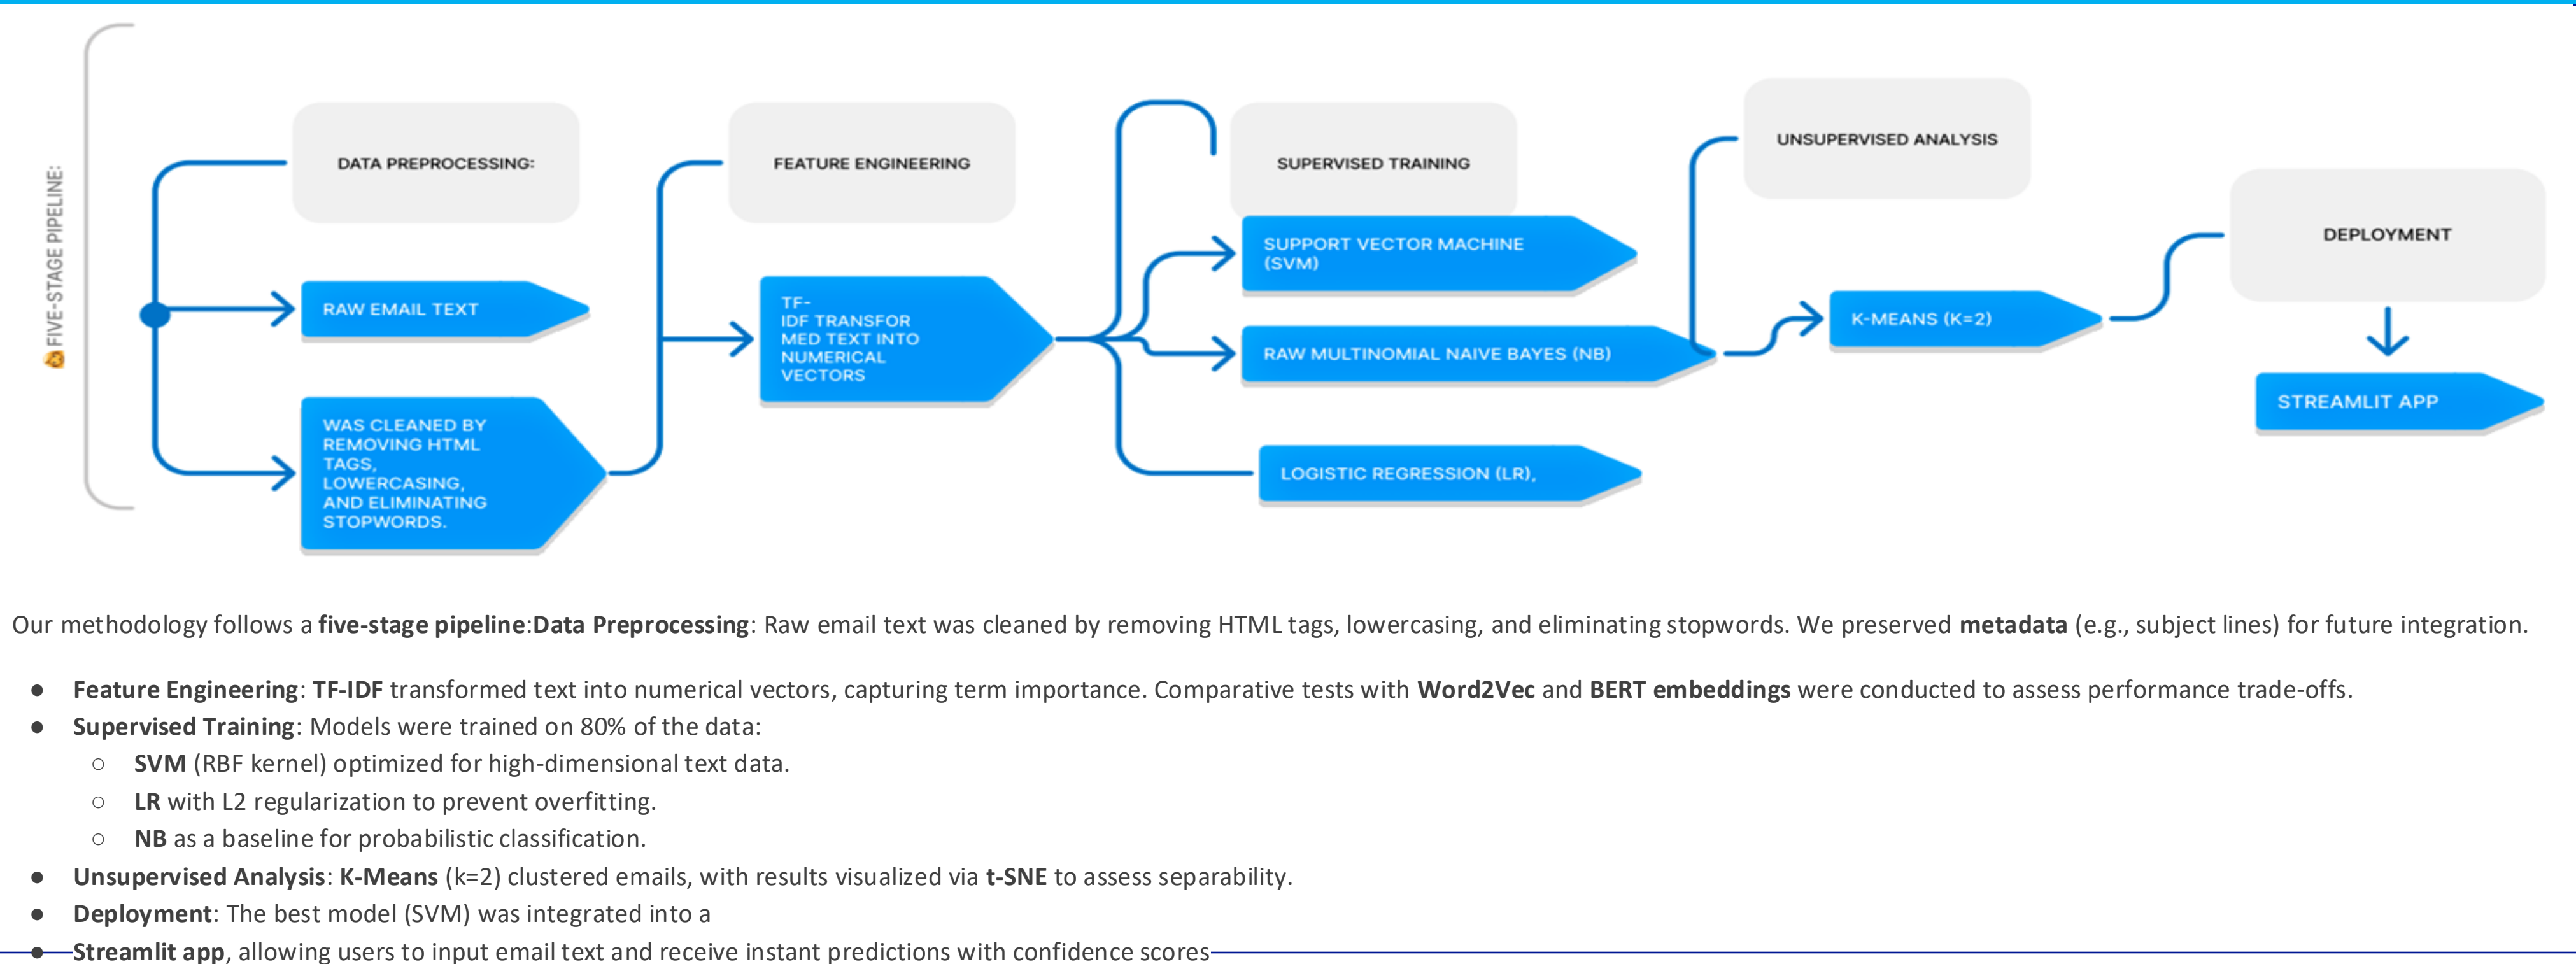 FIVE-STAGE PIPELINE:
DATA PREPROCESSING:
RAW EMAIL TEXT
WAS CLEANED BY
REMOVING HTML
TAGS,
LOWERCASING,
AND ELIMINATING
STOPWORDS.
FEATURE ENGINEERING
TF-
IDF TRANSFOR
MED TEXT INTO
NUMERICAL
VECTORS
SUPERVISED TRAINING
SUPPORT VECTOR MACHINE
(SVM)
RAW MULTINOMIAL NAIVE BAYES (NB)
LOGISTIC REGRESSION (LR),
UNSUPERVISED ANALYSIS
K-MEANS (K=2)
DEPLOYMENT
STREAMLIT APP
Our methodology follows a five-stage pipeline:Data Preprocessing: Raw email text was cleaned by removing HTML tags, lowercasing, and eliminating stopwords. We preserved metadata (e.g., subject lines) for future integration.
● Feature Engineering: TF-IDF transformed text into numerical vectors, capturing term importance. Comparative tests with Word2Vec and BERT embeddings were conducted to assess performance trade-offs.
● Supervised Training: Models were trained on 80% of the data:
○ SVM (RBF kernel) optimized for high-dimensional text data.
○ LR with L2 regularization to prevent overfitting.
○ NB as a baseline for probabilistic classification.
● Unsupervised Analysis: K-Means (k=2) clustered emails, with results visualized via t-SNE to assess separability.
● Deployment: The best model (SVM) was integrated into a
● Streamlit app, allowing users to input email text and receive instant predictions with confidence scores